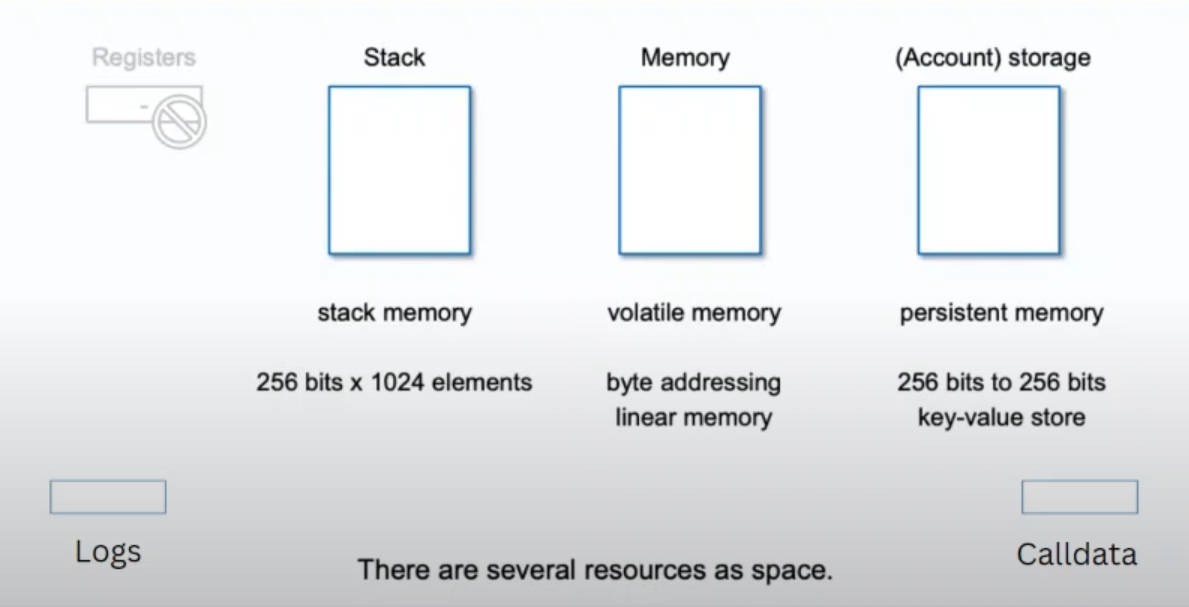 Registers
Stack
Memory
(Account) storage
stack memory
volatile memory
persistent memory
256 bits x 1024 elements
byte addressing
linear memory
256 bits to 256 bits
key-value store
Logs
There are several resources as space.
Calldata